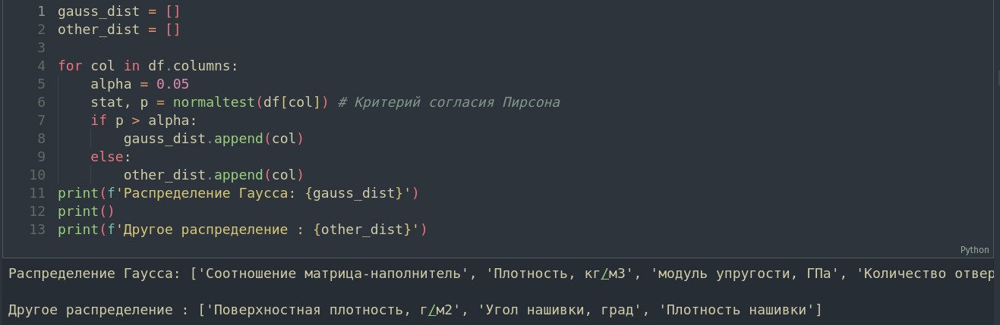 1 gauss_dist = []
2 other_dist = []
3
4 for col in df.columns:
5     alpha = 0.05
6     stat, p = normaltest(df[col]) # Критерий согласия Пирсона
7     if p > alpha:
8         gauss_dist.append(col)
9     else:
10         other_dist.append(col)
11 print(f'Распределение Гаусса: {gauss_dist}')
12 print()
13 print(f'Другое распределение : {other_dist}')
Python
Распределение Гаусса: ['Соотношение матрица-наполнитель', 'Плотность, кг/м3', 'модуль упругости, ГПа', 'Количество отвер
Другое распределение : ['Поверхностная плотность, г/м2', 'Угол нашивки, град', 'Плотность нашивки']